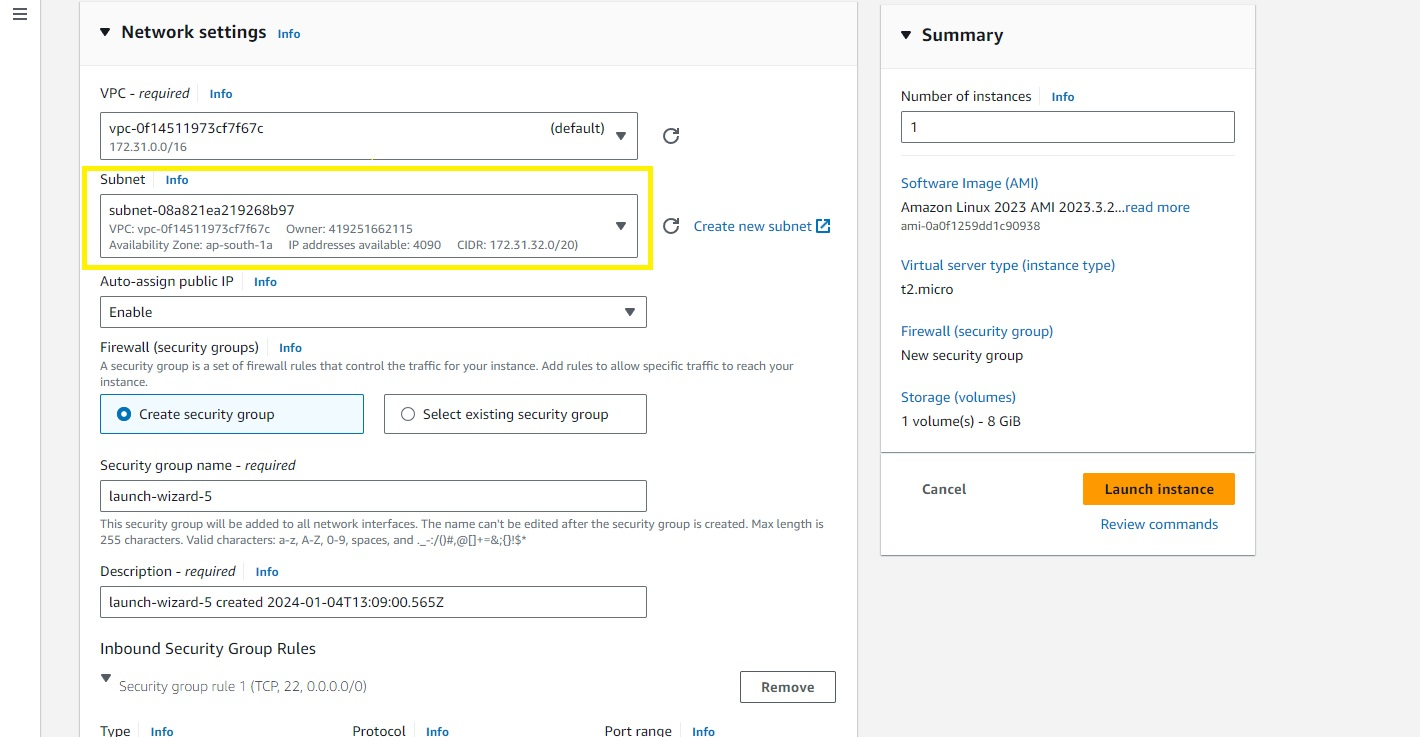 Network settings Info
VPC - required Info
vpc-0f14511973cf7f67c (default)
172.31.0.0/16
Subnet Info
subnet-08a821ea219268b97
VPC: vpc-0f14511973cf7f67c Owner: 419251662115
Availability Zone: ap-south-1a IP addresses available: 4090 CIDR: 172.31.32.0/20)
Create new subnet
Auto-assign public IP Info
Enable
Firewall (security groups) Info
A security group is a set of firewall rules that control the traffic for your instance. Add rules to allow specific traffic to reach your
instance.
Create security group
Select existing security group
Security group name - required
launch-wizard-5
This security group will be added to all network interfaces. The name can't be edited after the security group is created. Max length is
255 characters. Valid characters: a-z, A-Z, 0-9, spaces, and ._-:/()#,@[]+=&;{}!$*
Description - required Info
launch-wizard-5 created 2024-01-04T13:09:00.565Z
Inbound Security Group Rules
Security group rule 1 (TCP, 22, 0.0.0.0/0)
Remove
Type Info Protocol Info Port range Info
Summary
Number of instances Info
1
Software Image (AMI)
Amazon Linux 2023 AMI 2023.3.2...read more
ami-0a0f1259dd1c90938
Virtual server type (instance type)
t2.micro
Firewall (security group)
New security group
Storage (volumes)
1 volume(s) - 8 GiB
Cancel
Launch instance
Review commands